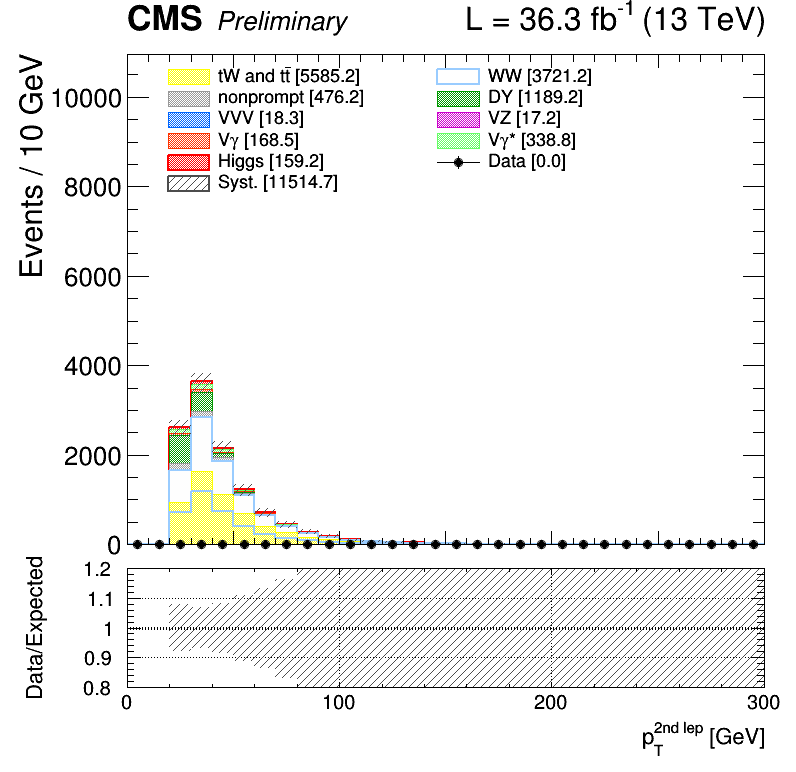 CMS Preliminary L = 36.3 fb⁻¹ (13 TeV)
Events / 10 GeV
tW and tt̄ [5585.2]
nonprompt [476.2]
VVV [18.3]
Vγ [168.5]
Higgs [159.2]
Syst. [11514.7]
WW [3721.2]
DY [1189.2]
VZ [17.2]
Vγ* [338.8]
Data [0.0]
10000
8000
6000
4000
2000
0
Data/Expected
1.2
1.1
1
0.9
0.8
0 100 200 300
p_T^{2nd lep} [GeV]